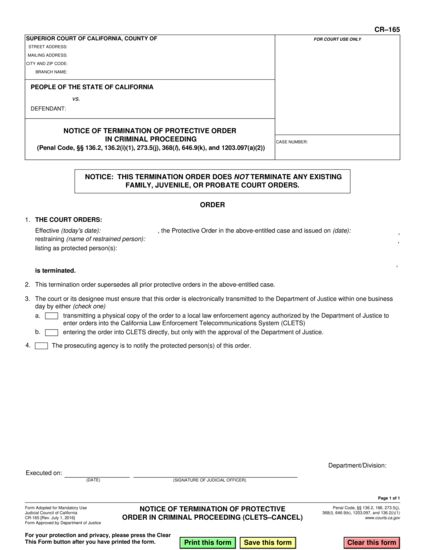 CR–165
SUPERIOR COURT OF CALIFORNIA, COUNTY OF
FOR COURT USE ONLY
STREET ADDRESS:
MAILING ADDRESS:
CITY AND ZIP CODE:
BRANCH NAME:
PEOPLE OF THE STATE OF CALIFORNIA
vs.
DEFENDANT:
NOTICE OF TERMINATION OF PROTECTIVE ORDER
IN CRIMINAL PROCEEDING
(Penal Code, §§ 136.2, 136.2(i)(1), 273.5(j), 368(l), 646.9(k), and 1203.097(a)(2))
CASE NUMBER:
NOTICE: THIS TERMINATION ORDER DOES NOT TERMINATE ANY EXISTING
FAMILY, JUVENILE, OR PROBATE COURT ORDERS.
ORDER
1. THE COURT ORDERS:
Effective (today's date): , the Protective Order in the above-entitled case and issued on (date): ,
restraining (name of restrained person): ,
listing as protected person(s):
,
is terminated.
2. This termination order supersedes all prior protective orders in the above-entitled case.
3. The court or its designee must ensure that this order is electronically transmitted to the Department of Justice within one business
day by either (check one)
a. transmitting a physical copy of the order to a local law enforcement agency authorized by the Department of Justice to
enter orders into the California Law Enforcement Telecommunications System (CLETS)
b. entering the order into CLETS directly, but only with the approval of the Department of Justice.
4. The prosecuting agency is to notify the protected person(s) of this order.
Department/Division:
Executed on:
(DATE) (SIGNATURE OF JUDICIAL OFFICER)
Page 1 of 1
Form Adopted for Mandatory Use
Judicial Council of California
CR-165 [Rev. July 1, 2016]
Form Approved by Department of Justice
NOTICE OF TERMINATION OF PROTECTIVE
ORDER IN CRIMINAL PROCEEDING (CLETS–CANCEL)
Penal Code, §§ 136.2, 166, 273.5(j),
368(l), 646.9(k), 1203.097, and 136.2(i)(1)
www.courts.ca.gov
For your protection and privacy, please press the Clear
This Form button after you have printed the form.
Print this form
Save this form
Clear this form